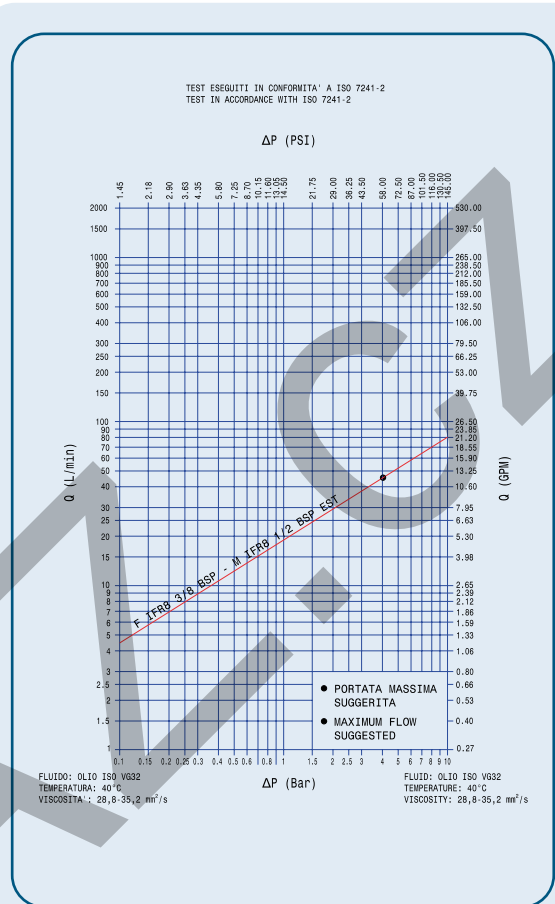 TEST ESEGUITI IN CONFORMITA' A ISO 7241-2
TEST IN ACCORDANCE WITH ISO 7241-2
ΔP (PSI)
1.45 2.18 2.90 3.63 4.35 5.80 7.25 8.70 10.15 11.60 13.05 14.50 21.75 29.00 36.25 43.50 58.00 72.50 87.00 101.50 116.00 130.50 145.00
2000 530.00
1500 397.50
1000 265.00
900 238.50
800 212.00
700 185.50
600 159.00
500 132.50
400 106.00
300 79.50
250 66.25
200 53.00
150 39.75
100 26.50
90 23.85
80 21.20
70 18.55
60 15.90
50 13.25
40 10.60
30 7.95
25 6.63
20 5.30
15 3.98
10 2.65
9 2.39
8 2.12
7 1.86
6 1.59
5 1.33
4 1.06
3 0.80
2.5 0.66
2 0.53
1.5 0.40
1 0.27
Q (L/min)
Q (GPM)
F IFR8 3/8 BSP - M IFR8 1/2 BSP EST
● PORTATA MASSIMA
SUGGERITA
● MAXIMUM FLOW
SUGGESTED
0.1 0.15 0.2 0.25 0.3 0.4 0.5 0.6 0.8 1 1.5 2 2.5 3 4 5 6 7 8 9 10
ΔP (Bar)
FLUIDO: OLIO ISO VG32
TEMPERATURA: 40°C
VISCOSITA': 28,8-35,2 mm²/s
FLUID: OLIO ISO VG32
TEMPERATURE: 40°C
VISCOSITY: 28,8-35,2 mm²/s